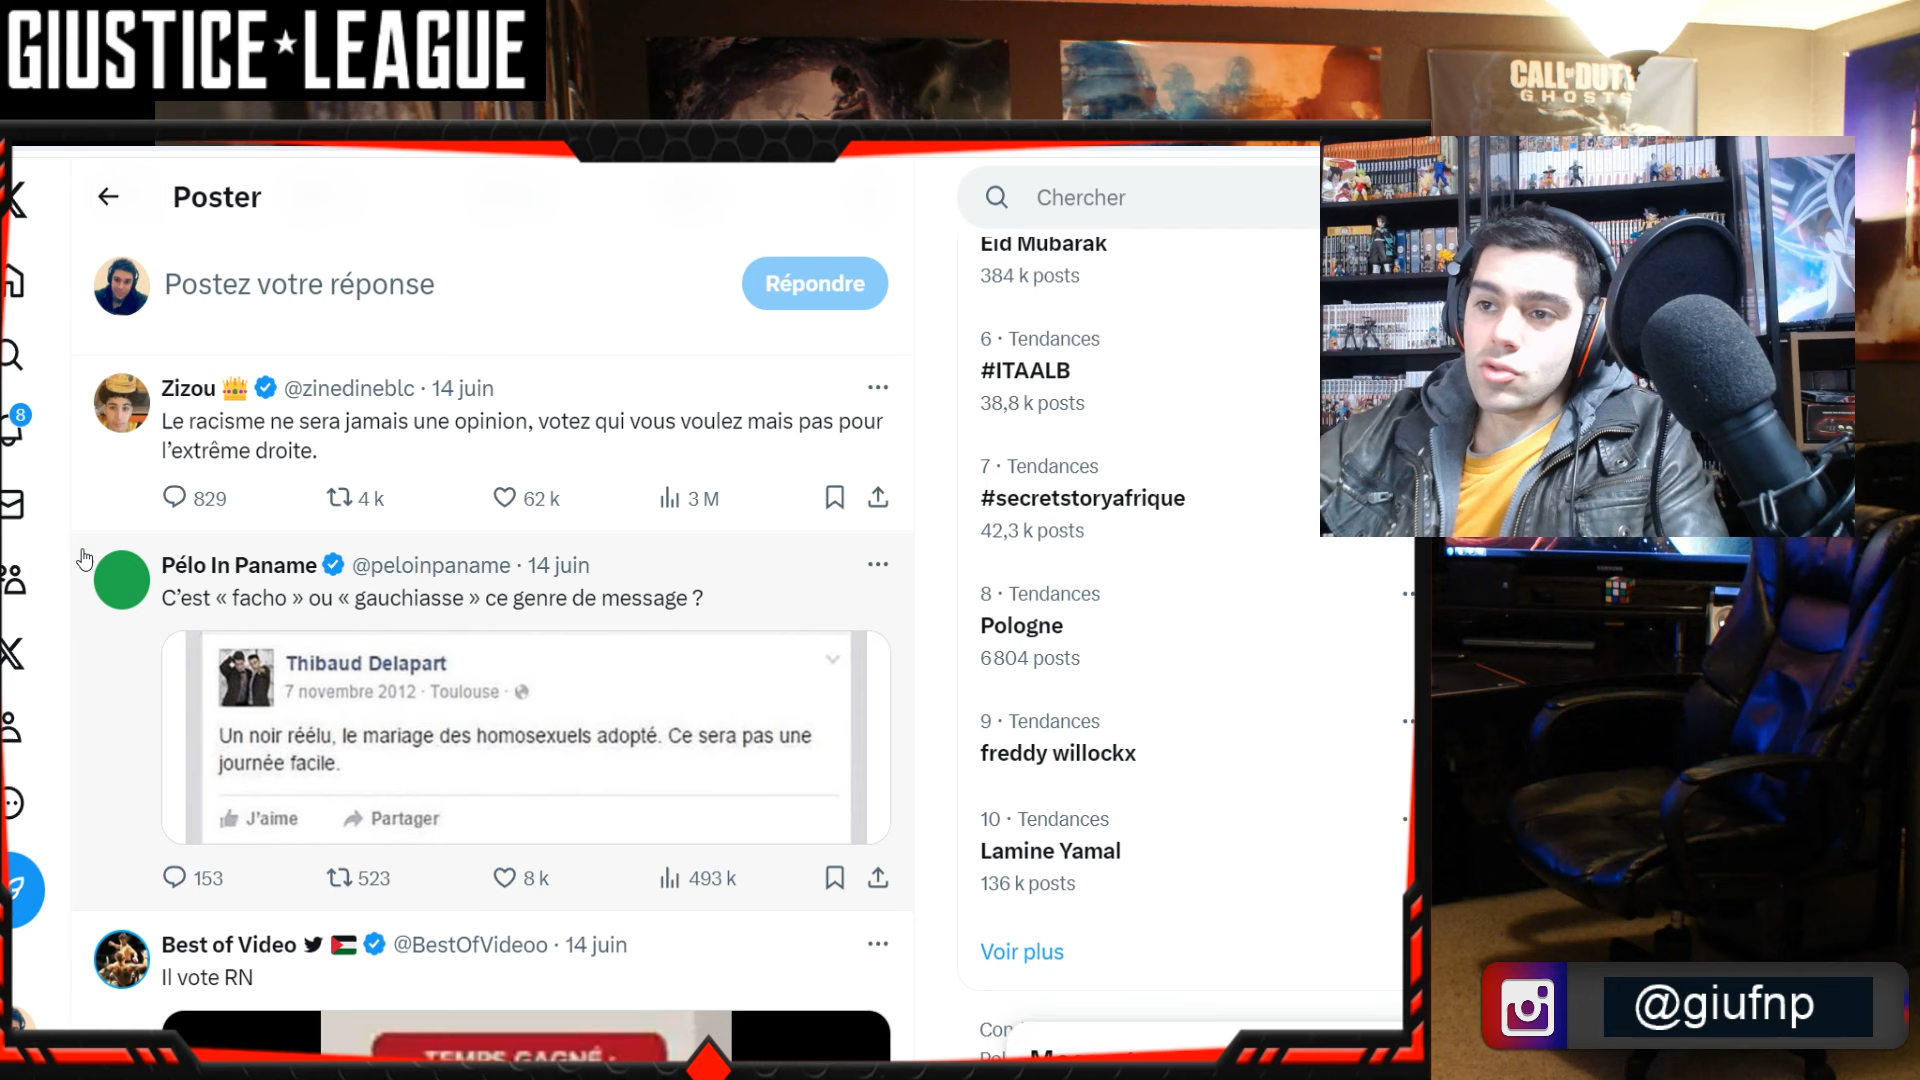 GIUSTICE★LEAGUE
CALL OF DUTY
GHOSTS
Poster
Chercher
Postez votre réponse
Répondre
Eid Mubarak
384 k posts
6 · Tendances
#ITAALB
38,8 k posts
7 · Tendances
#secretstoryafrique
42,3 k posts
8 · Tendances
Pologne
6 804 posts
9 · Tendances
freddy willockx
10 · Tendances
Lamine Yamal
136 k posts
Voir plus
8
Zizou 👑 @zinedineblc · 14 juin
Le racisme ne sera jamais une opinion, votez qui vous voulez mais pas pour
l’extrême droite.
829 4 k 62 k 3 M
Pélo In Paname @peloinpaname · 14 juin
C’est « facho » ou « gauchiasse » ce genre de message ?
Thibaud Delapart
7 novembre 2012 · Toulouse ·
Un noir réélu, le mariage des homosexuels adopté. Ce sera pas une
journée facile.
J'aime Partager
153 523 8 k 493 k
Best of Video 🇵🇸 @BestOfVideoo · 14 juin
Il vote RN
TEMPS GAGNÉ :
@giufnp